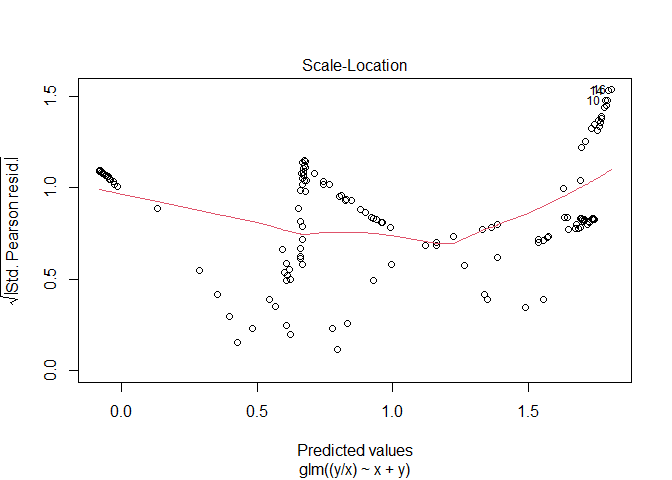 Scale-Location
√|Std. Pearson resid.|
1.5
1.0
0.5
0.0
10
0.0 0.5 1.0 1.5
Predicted values
glm((y/x) ~ x + y)